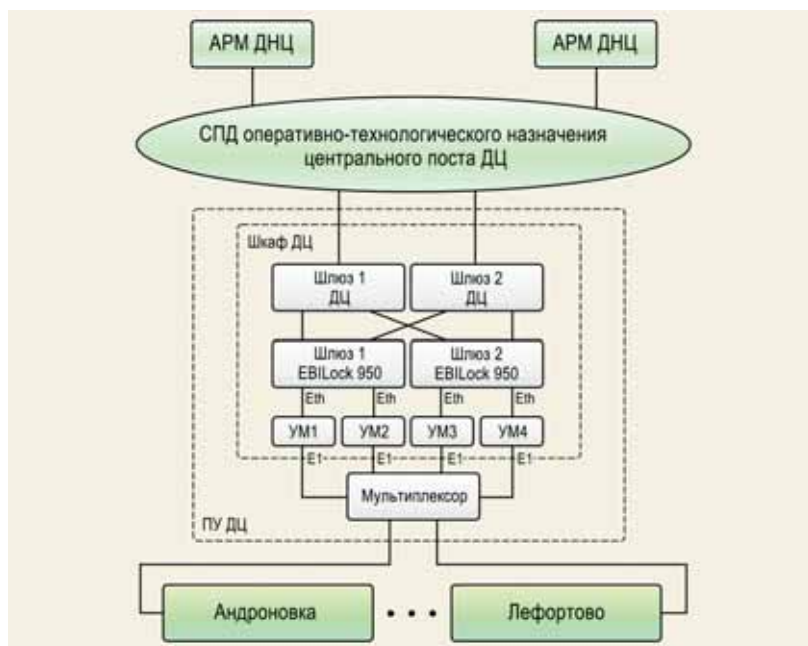 АРМ ДНЦ
АРМ ДНЦ
СПД оперативно-технологического назначения
центрального поста ДЦ
Шкаф ДЦ
Шлюз 1
ДЦ
Шлюз 2
ДЦ
Шлюз 1
EBILock 950
Шлюз 2
EBILock 950
Eth
Eth
Eth
Eth
УМ1
УМ2
УМ3
УМ4
E1
E1
E1
E1
Мультиплексор
ПУ ДЦ
Андроновка
• • •
Лефортово